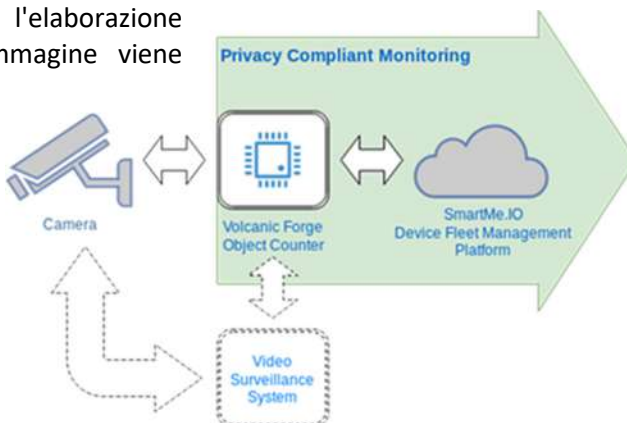 l'elaborazione
mmagine viene
Privacy Compliant Monitoring
Camera
Volcanic Forge
Object Counter
SmartMe.IO
Device Fleet Management
Platform
Video
Surveillance
System